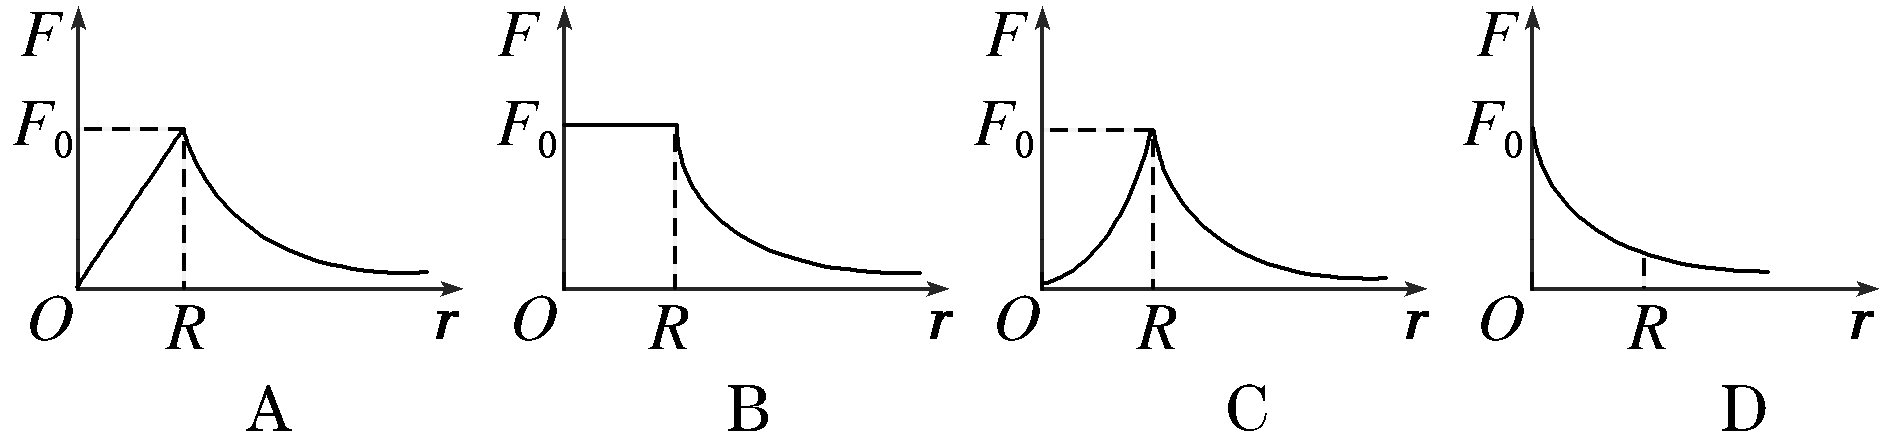 F F F F
F₀ F₀ F₀ F₀
O R r O R r O R r O R r
A B C D